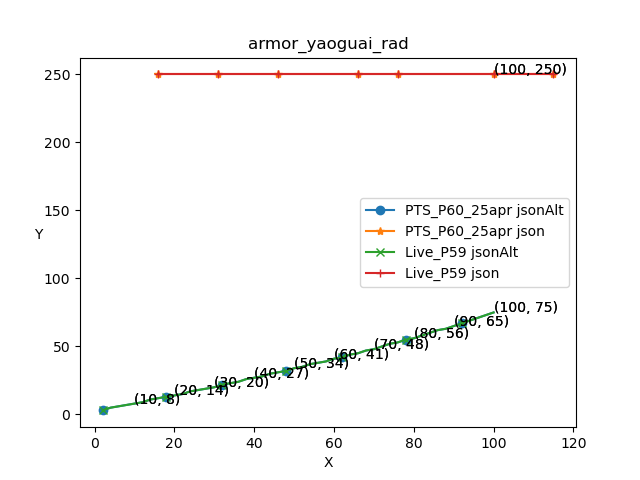 armor_yaoguai_rad
250
200
150
100
50
0
Y
(100, 250)
PTS_P60_25apr jsonAlt
PTS_P60_25apr json
Live_P59 jsonAlt
Live_P59 json
(100, 75)
(90, 65)
(80, 56)
(70, 48)
(60, 41)
(50, 34)
(40, 27)
(30, 20)
(20, 14)
(10, 8)
0 20 40 60 80 100 120
X